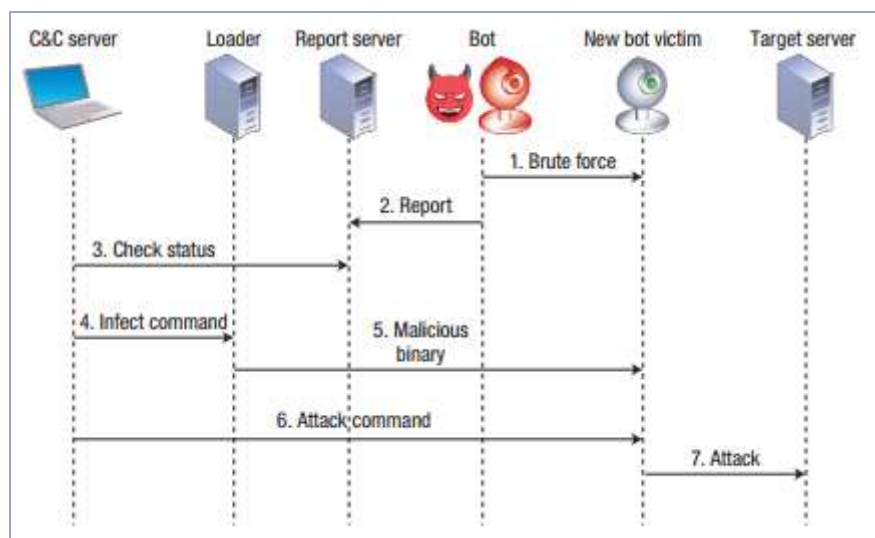 C&C server
Loader
Report server
Bot
New bot victim
Target server
1. Brute force
2. Report
3. Check status
4. Infect command
5. Malicious
binary
6. Attack command
7. Attack